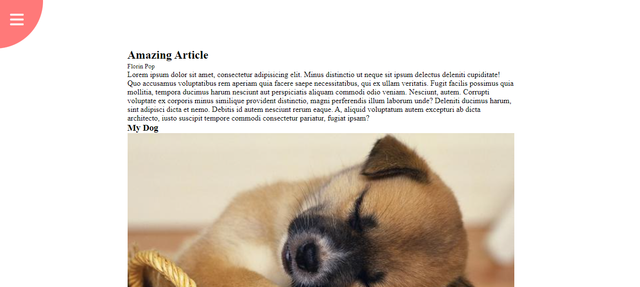 Amazing Article
Florin Pop
Lorem ipsum dolor sit amet, consectetur adipisicing elit. Minus distinctio ut neque sit ipsum delectus deleniti cupiditate!
Quo accusamus voluptatibus rem aperiam quia facere saepe necessitatibus, qui ex ullam veritatis. Fugit facilis possimus quia
mollitia, tempora ducimus harum nesciunt aut perspiciatis aliquam commodi odio veniam. Nesciunt, autem. Corrupti
voluptate ex corporis minus similique provident distinctio, magni perferendis illum laborum unde? Deleniti ducimus harum,
sint adipisci dicta et nemo. Debitis id autem nesciunt rerum eaque. A, aliquid voluptatum autem excepturi ab dicta
architecto, iusto suscipit tempore commodi consectetur pariatur, fugiat ipsam?
My Dog